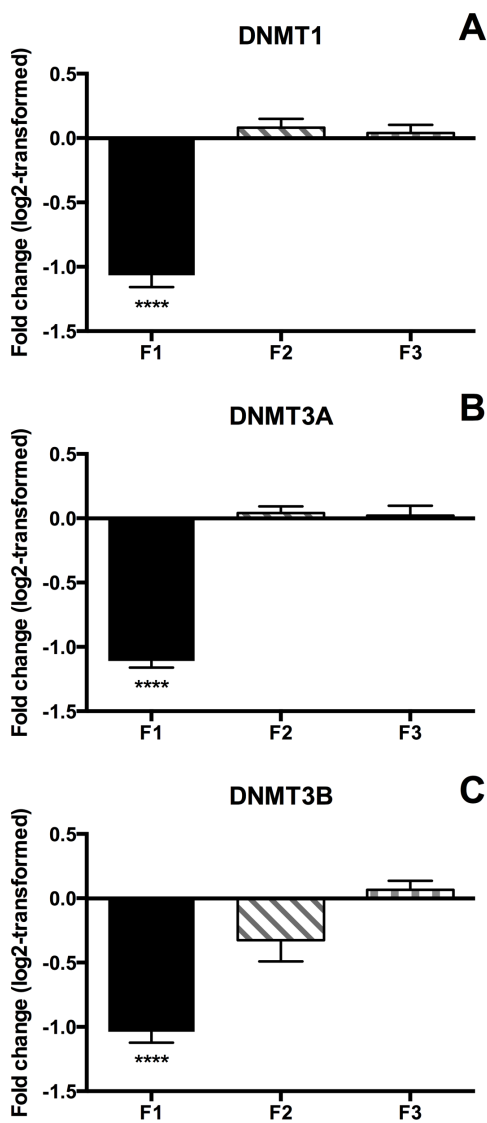 A
DNMT1
Fold change (log2-transformed)
0.5
0.0
-0.5
-1.0
-1.5
****
F1 F2 F3
B
DNMT3A
Fold change (log2-transformed)
0.5
0.0
-0.5
-1.0
-1.5
****
F1 F2 F3
C
DNMT3B
Fold change (log2-transformed)
0.5
0.0
-0.5
-1.0
-1.5
****
F1 F2 F3